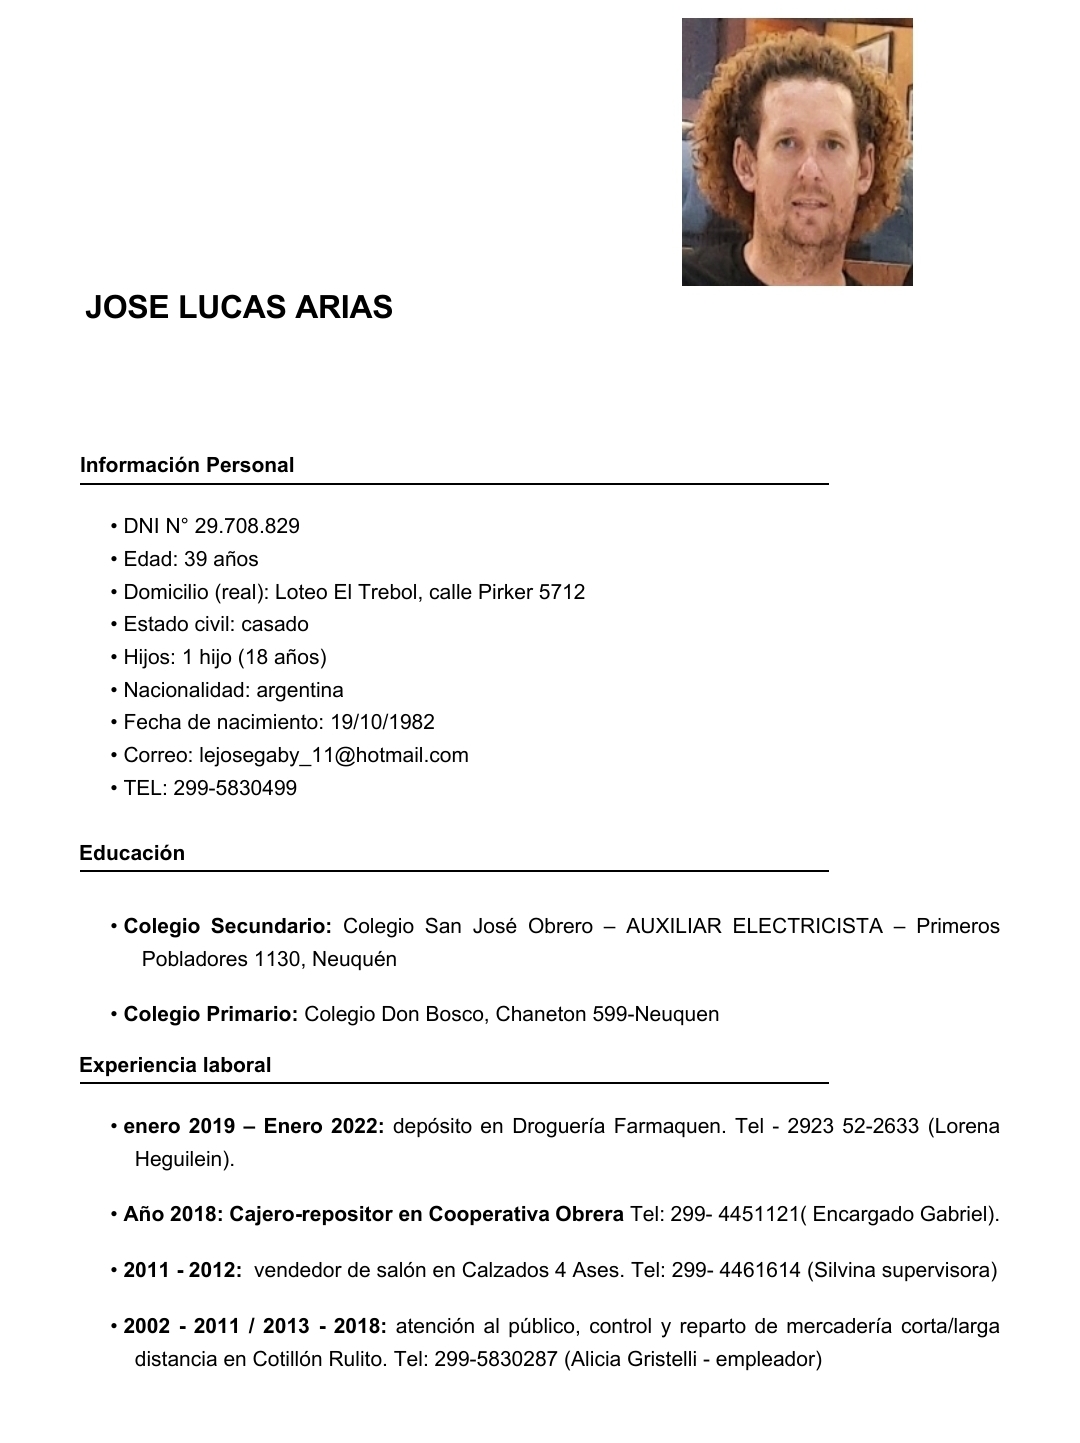 JOSE LUCAS ARIAS
Información Personal
• DNI N° 29.708.829
• Edad: 39 años
• Domicilio (real): Loteo El Trebol, calle Pirker 5712
• Estado civil: casado
• Hijos: 1 hijo (18 años)
• Nacionalidad: argentina
• Fecha de nacimiento: 19/10/1982
• Correo: lejosegaby_11@hotmail.com
• TEL: 299-5830499
Educación
• Colegio Secundario: Colegio San José Obrero – AUXILIAR ELECTRICISTA – Primeros
Pobladores 1130, Neuquén
• Colegio Primario: Colegio Don Bosco, Chaneton 599-Neuquen
Experiencia laboral
• enero 2019 – Enero 2022: depósito en Droguería Farmaquen. Tel - 2923 52-2633 (Lorena
Heguilein).
• Año 2018: Cajero-repositor en Cooperativa Obrera Tel: 299- 4451121( Encargado Gabriel).
• 2011 - 2012: vendedor de salón en Calzados 4 Ases. Tel: 299- 4461614 (Silvina supervisora)
• 2002 - 2011 / 2013 - 2018: atención al público, control y reparto de mercadería corta/larga
distancia en Cotillón Rulito. Tel: 299-5830287 (Alicia Gristelli - empleador)